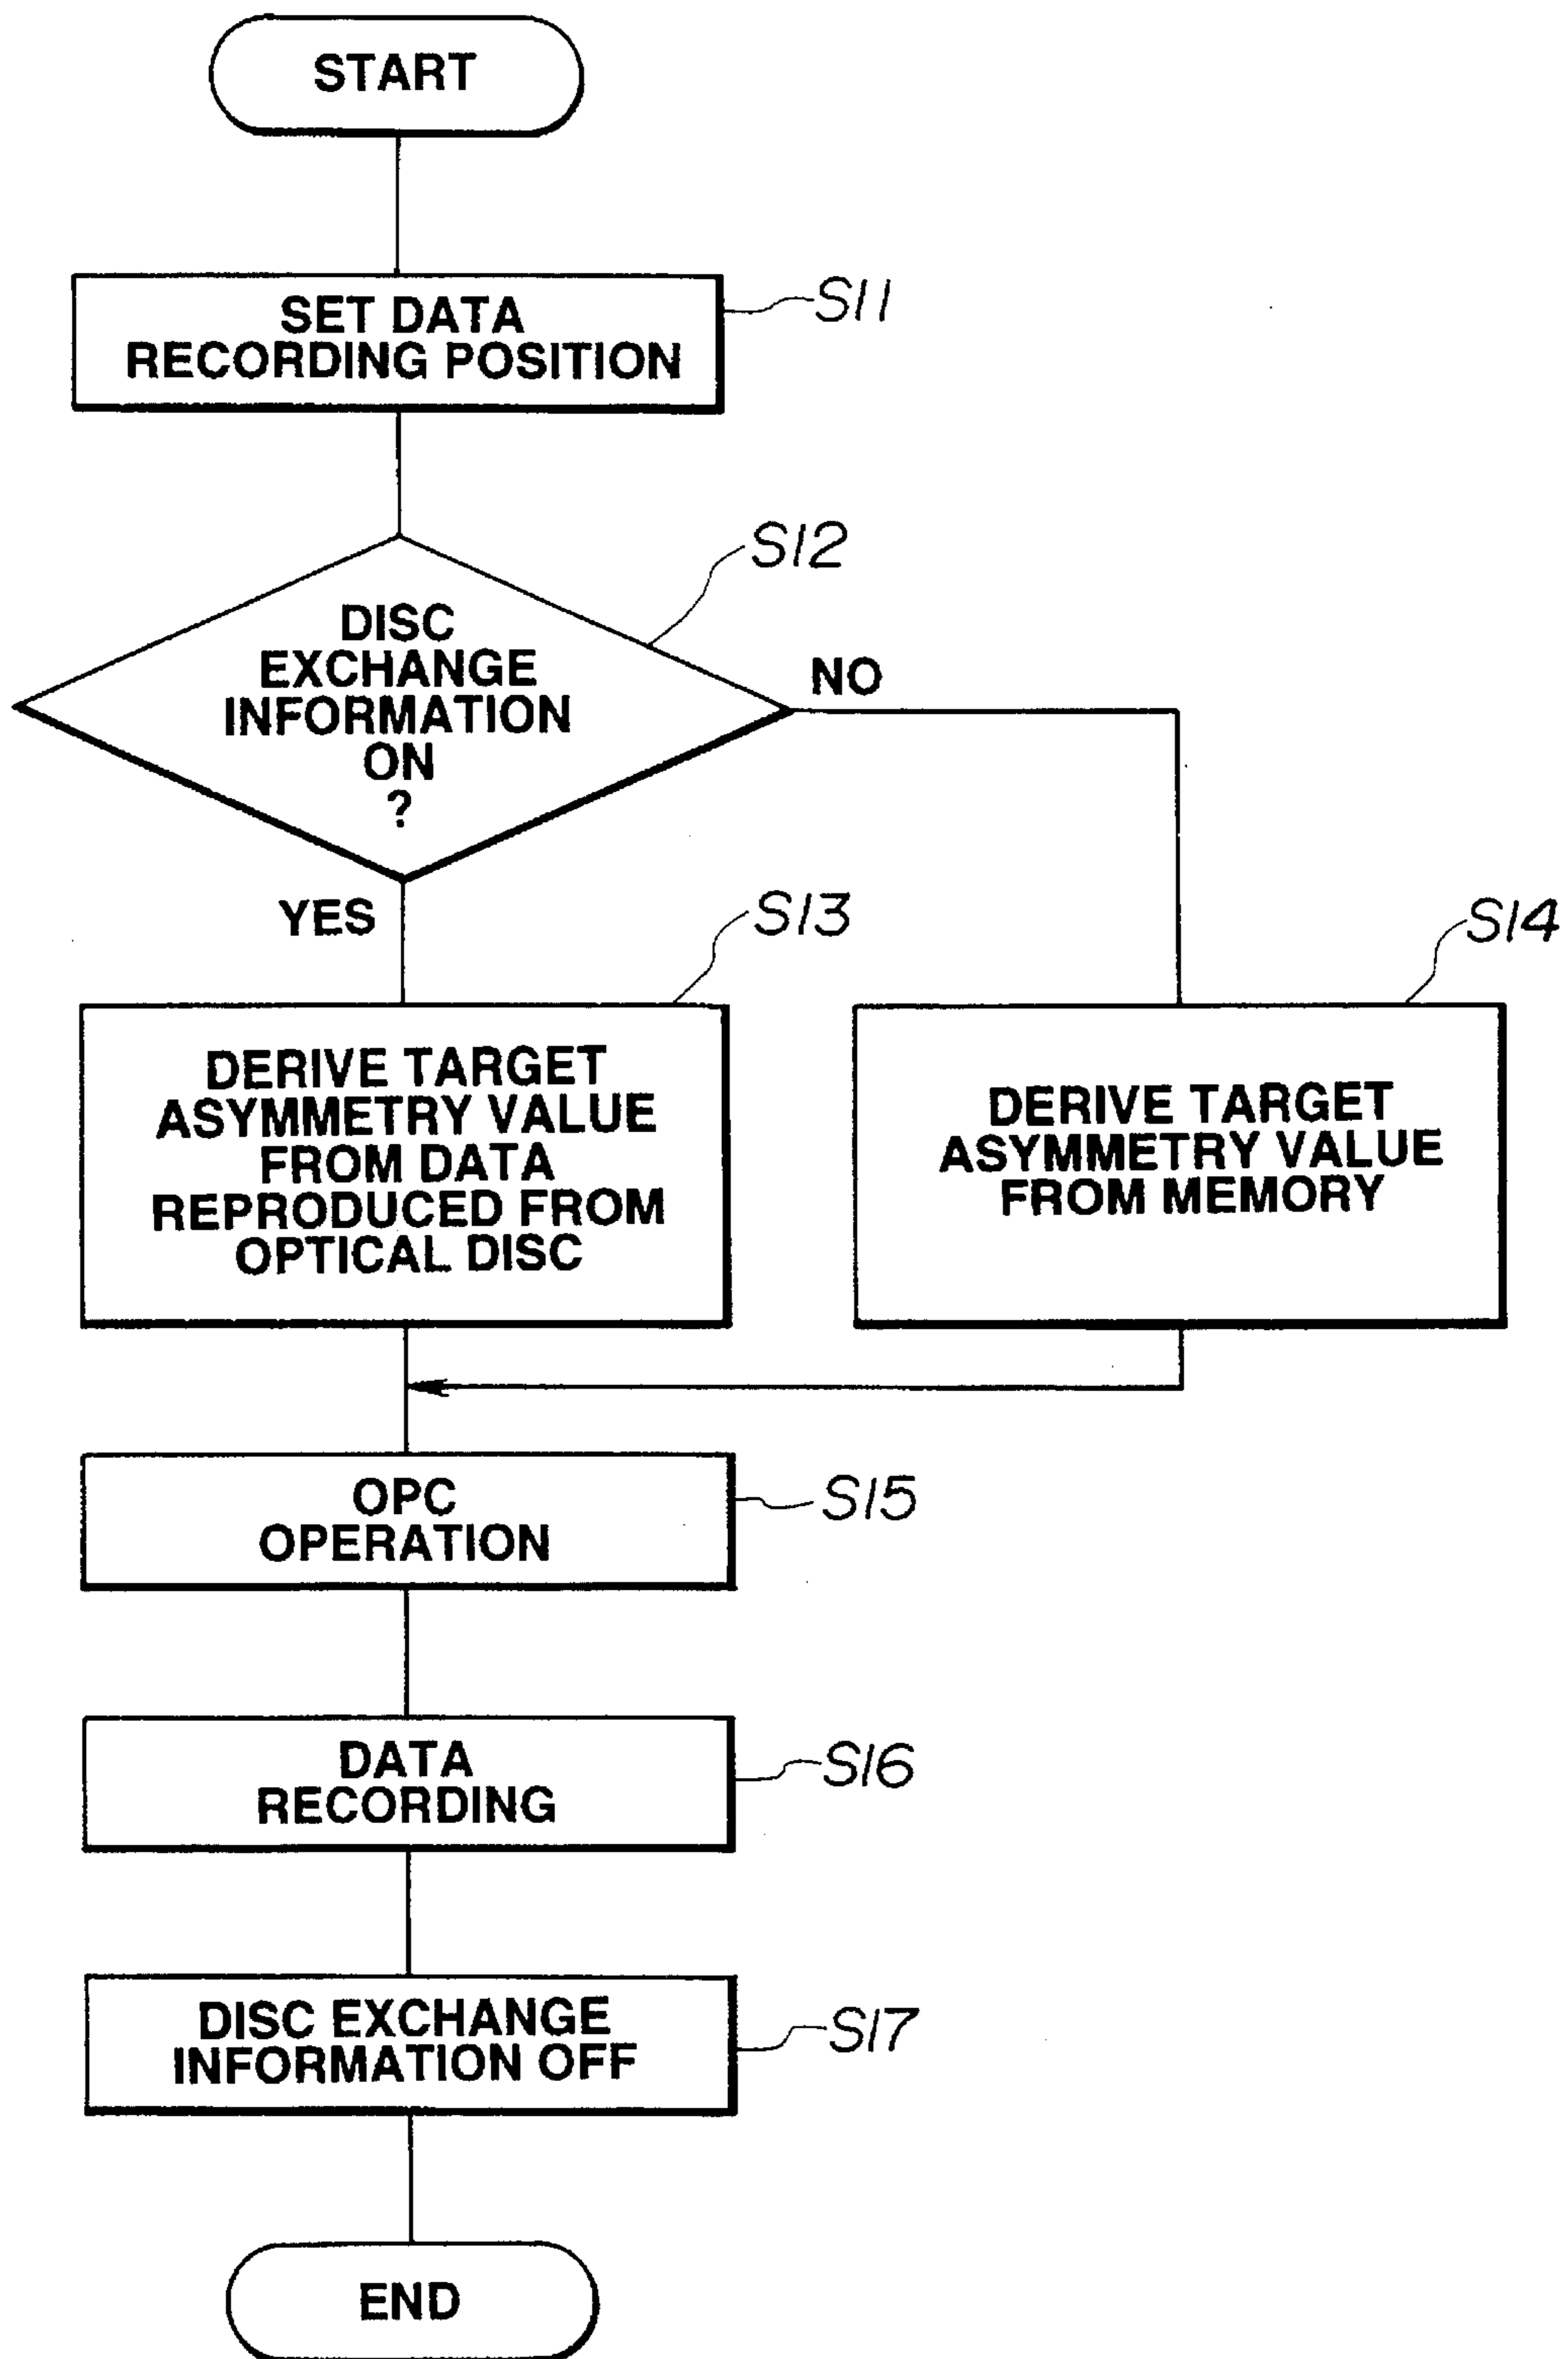 START
SET DATA
RECORDING POSITION
S11
S12
DISC
EXCHANGE
INFORMATION
ON
?
NO
YES
S13
DERIVE TARGET
ASYMMETRY VALUE
FROM DATA
REPRODUCED FROM
OPTICAL DISC
S14
DERIVE TARGET
ASYMMETRY VALUE
FROM MEMORY
OPC
OPERATION
S15
DATA
RECORDING
S16
DISC EXCHANGE
INFORMATION OFF
S17
END